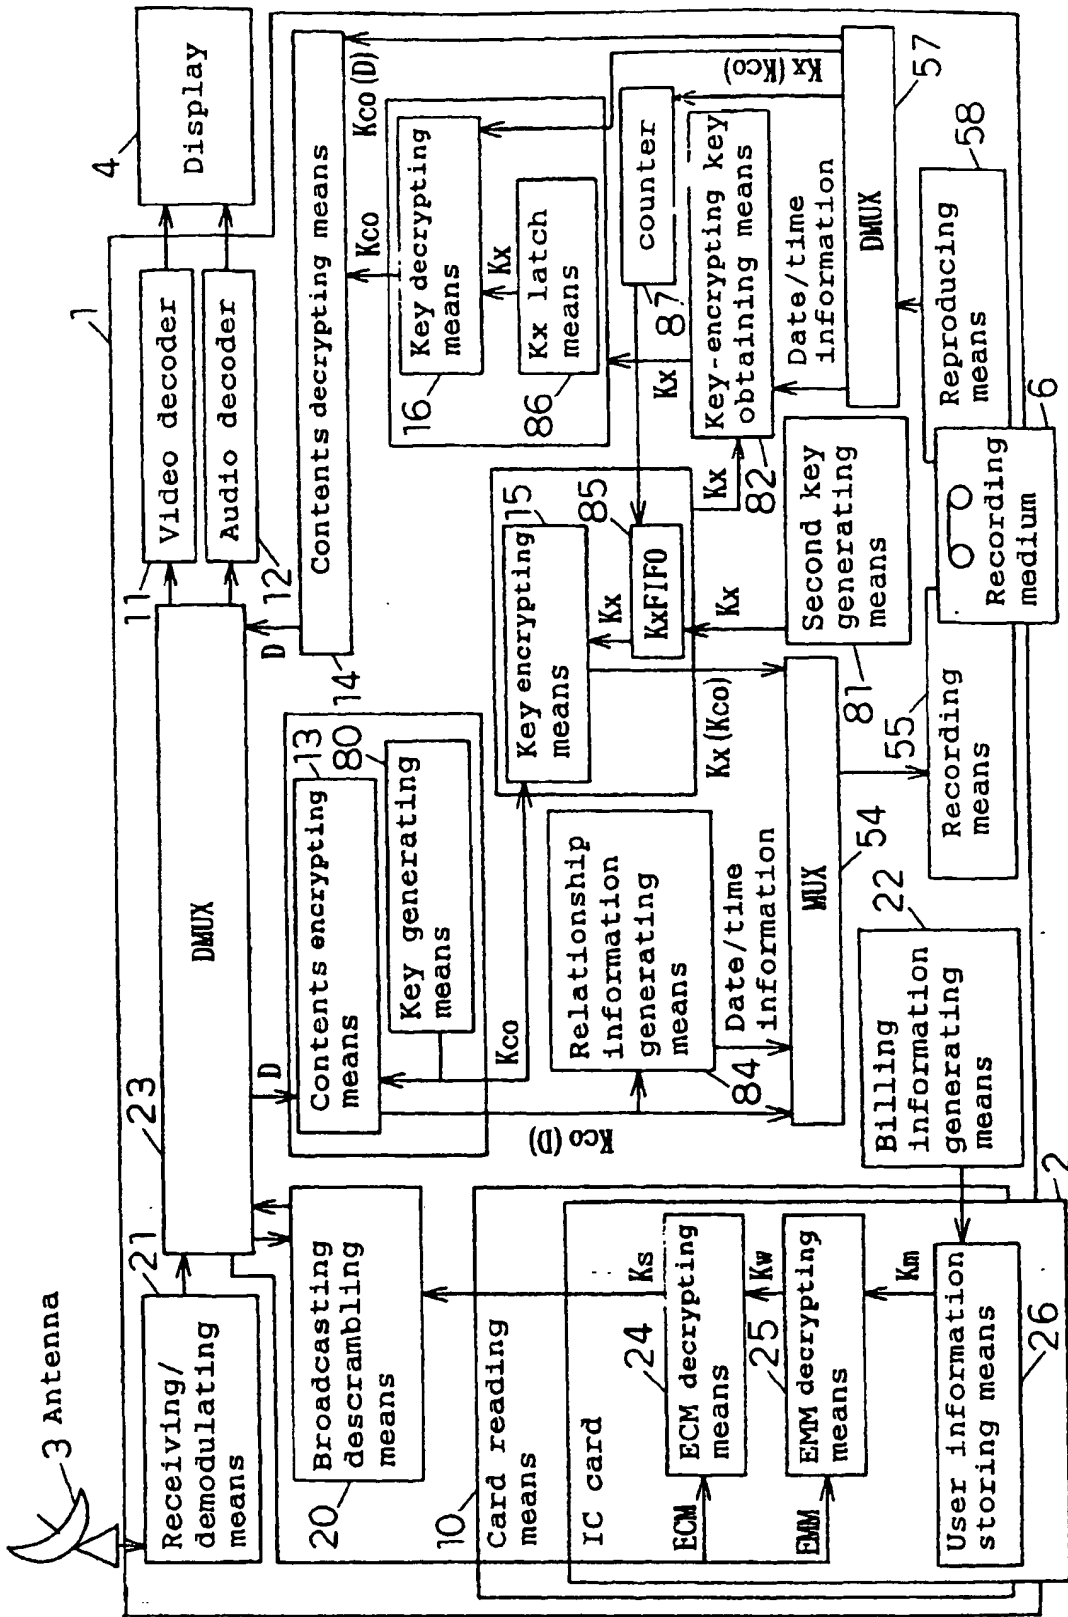 3 Antenna
1
4
Display
Receiving/
demodulating
means
21
23
DMUX
11
Video decoder
12
Audio decoder
D
D
20
Broadcasting
descrambling
means
Contents encrypting
means
13
Key generating
means
80
14
Contents decrypting means
Kco (D)
Kco
Key decrypting
means
16
Kx
Kx latch
means
86
Kco
Kco (D)
Key encrypting
means
15
Kx
KxFIFO
85
Kx
Kx
Kx
counter
87
Kx (Kco)
Key-encrypting key
obtaining means
82
Relationship
information
generating
means
84
Date/time
information
Kx (Kco)
Second key
generating
means
81
Date/time
information
DMUX
57
MUX
54
10
Card reading
means
IC card
Ks
ECM
24
ECM decrypting
means
Kw
EMM
25
EMM decrypting
means
Km
User information
storing means
26
2
Billing
information
generating
means
22
55
Recording
means
Recording
medium
6
Reproducing
means
58